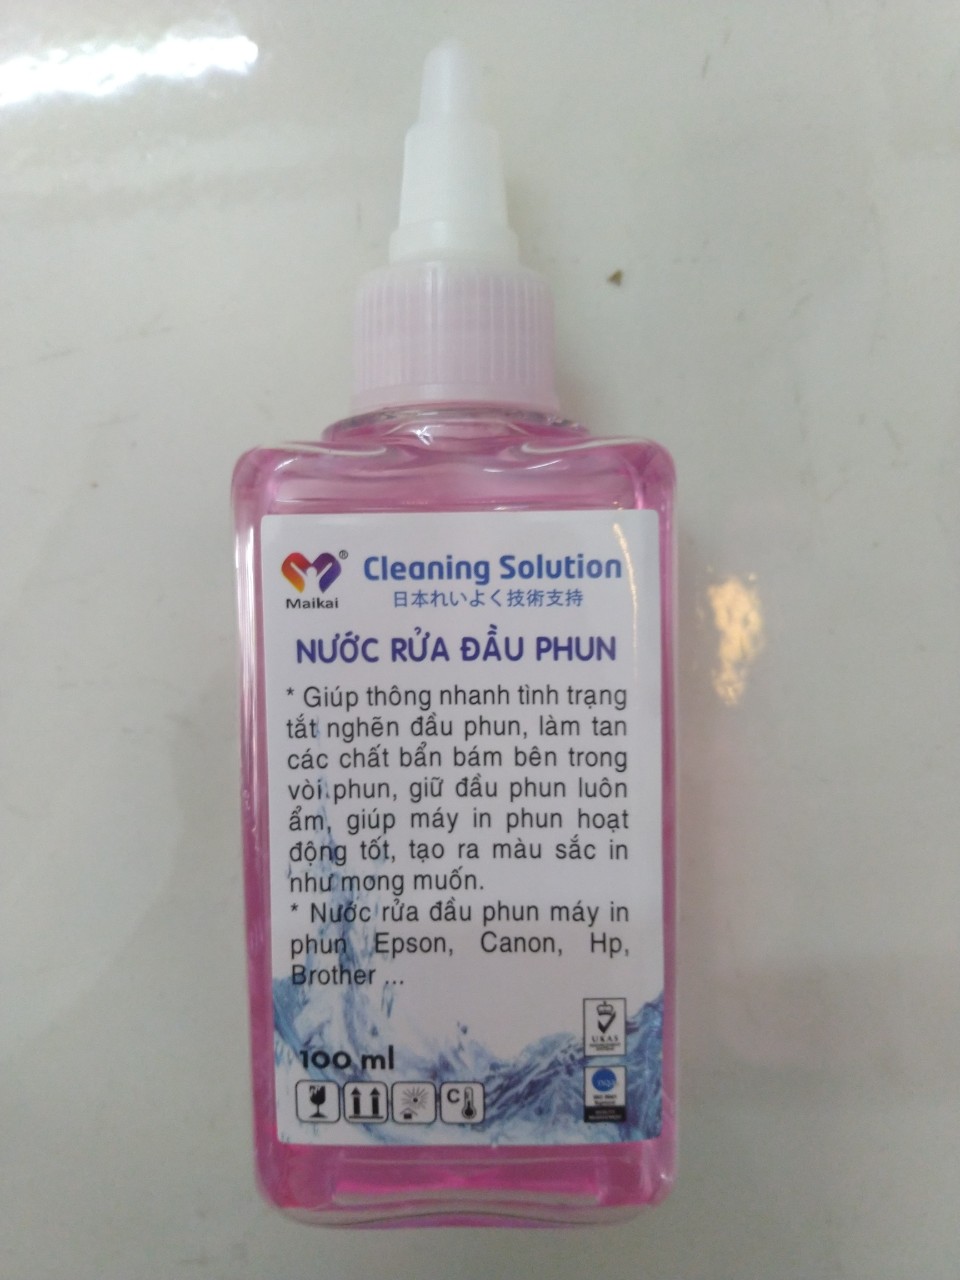 ® Cleaning Solution
Maikai
日本れいよく技術支持
NƯỚC RỬA ĐẦU PHUN
* Giúp thông nhanh tình trạng
tắt nghẽn đầu phun, làm tan
các chất bẩn bám bên trong
vòi phun, giữ đầu phun luôn
ẩm, giúp máy in phun hoạt
động tốt, tạo ra màu sắc in
như mong muốn.
* Nước rửa đầu phun máy in
phun Epson, Canon, Hp,
Brother ...
UKAS
100 ml
C